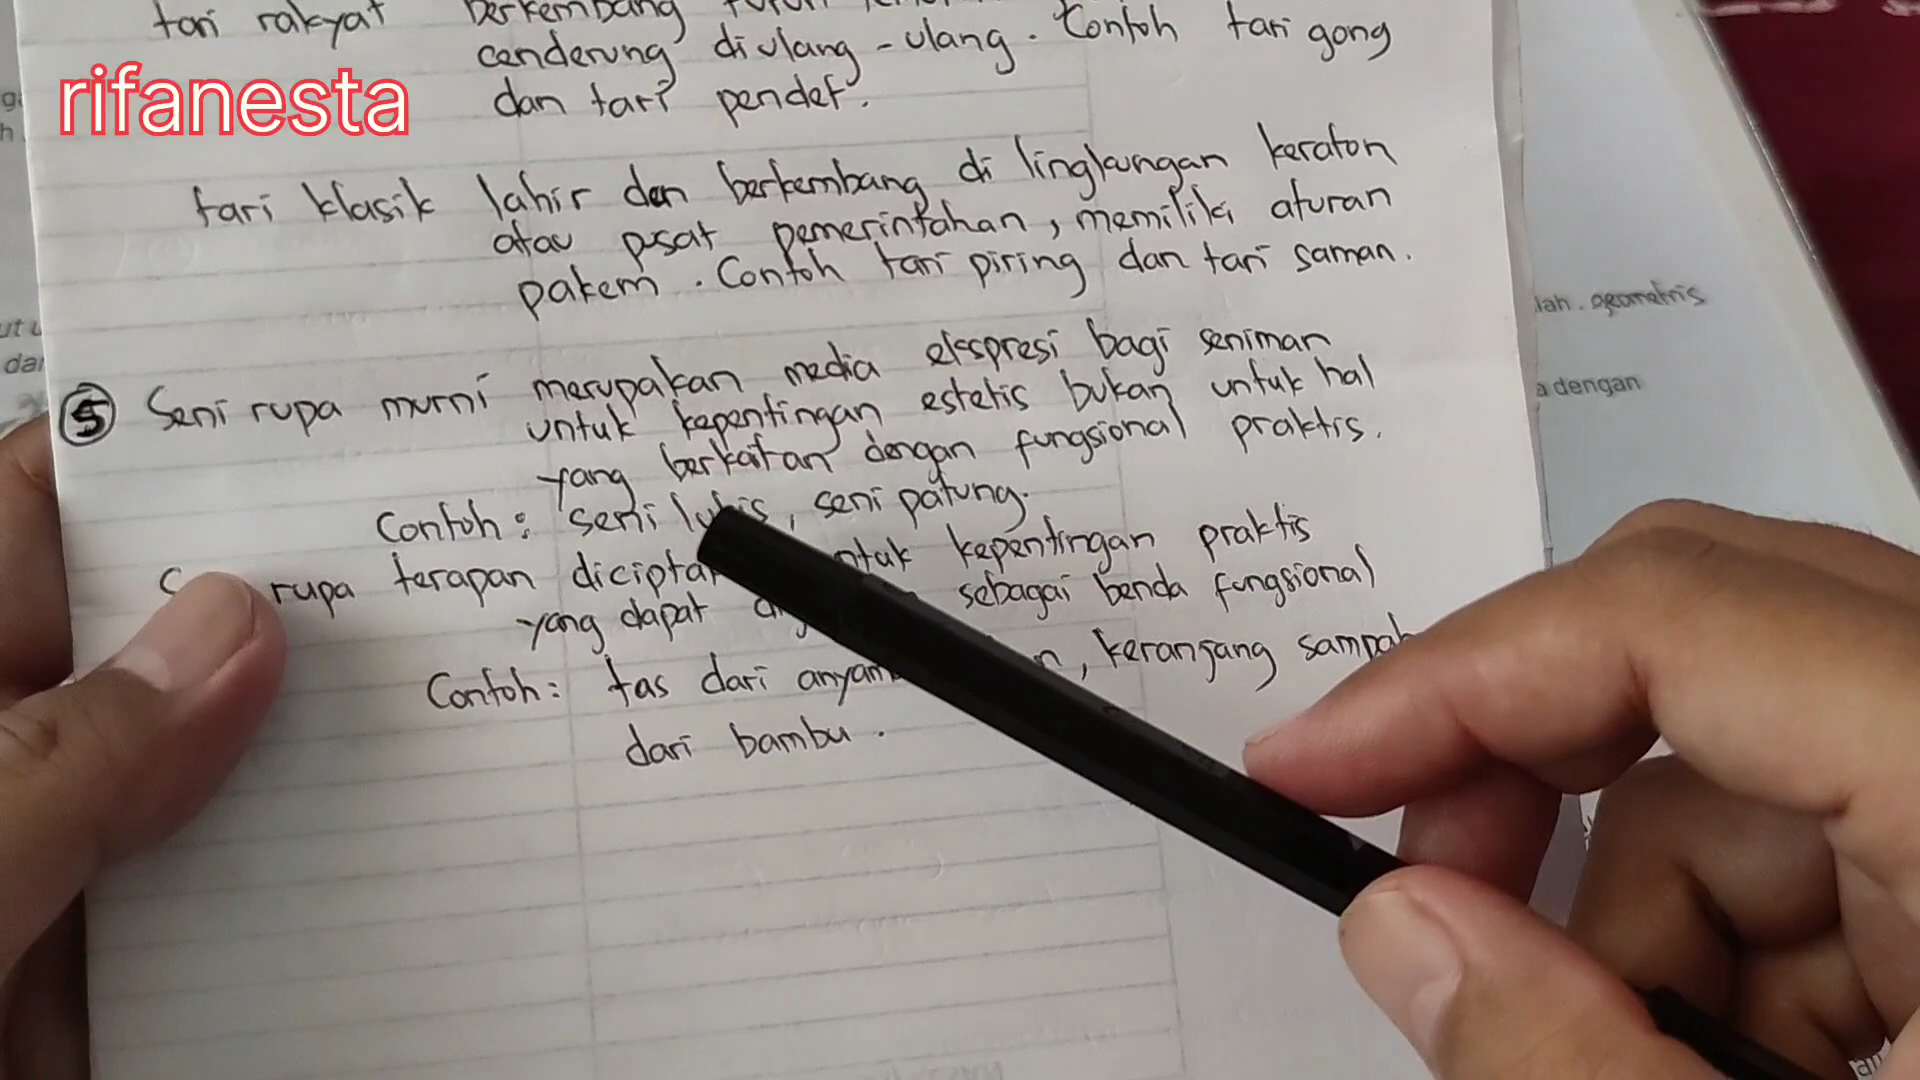 tari rakyat berkembang
cenderung diulang-ulang. Contoh tari gong
dan tari pendet.
rifanesta
tari klasik lahir dan berkembang di lingkungan keraton
atau pusat pemerintahan, memiliki aturan
pakem. Contoh tari piring dan tari saman.
5 Seni rupa murni merupakan media ekspresi bagi seniman
untuk kepentingan estetis bukan untuk hal
yang berkaitan dengan fungsional praktis.
Contoh: seni lukis, seni patung.
rupa terapan kepentingan praktis
yang dapat sebagai benda fungsional
Contoh: tas dari keranjang sampah
dari bambu.
lah. geometris
a dengan